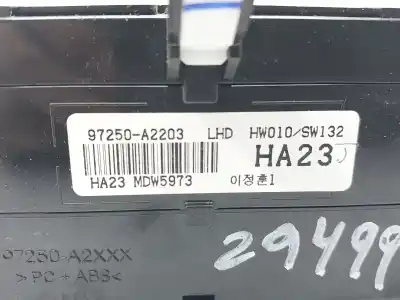 97250-A2203 LHD HW010/SW132
HA23
HA23 MDW5973 이정훈1
97250-A2XXX
>PC+ABS<
29499